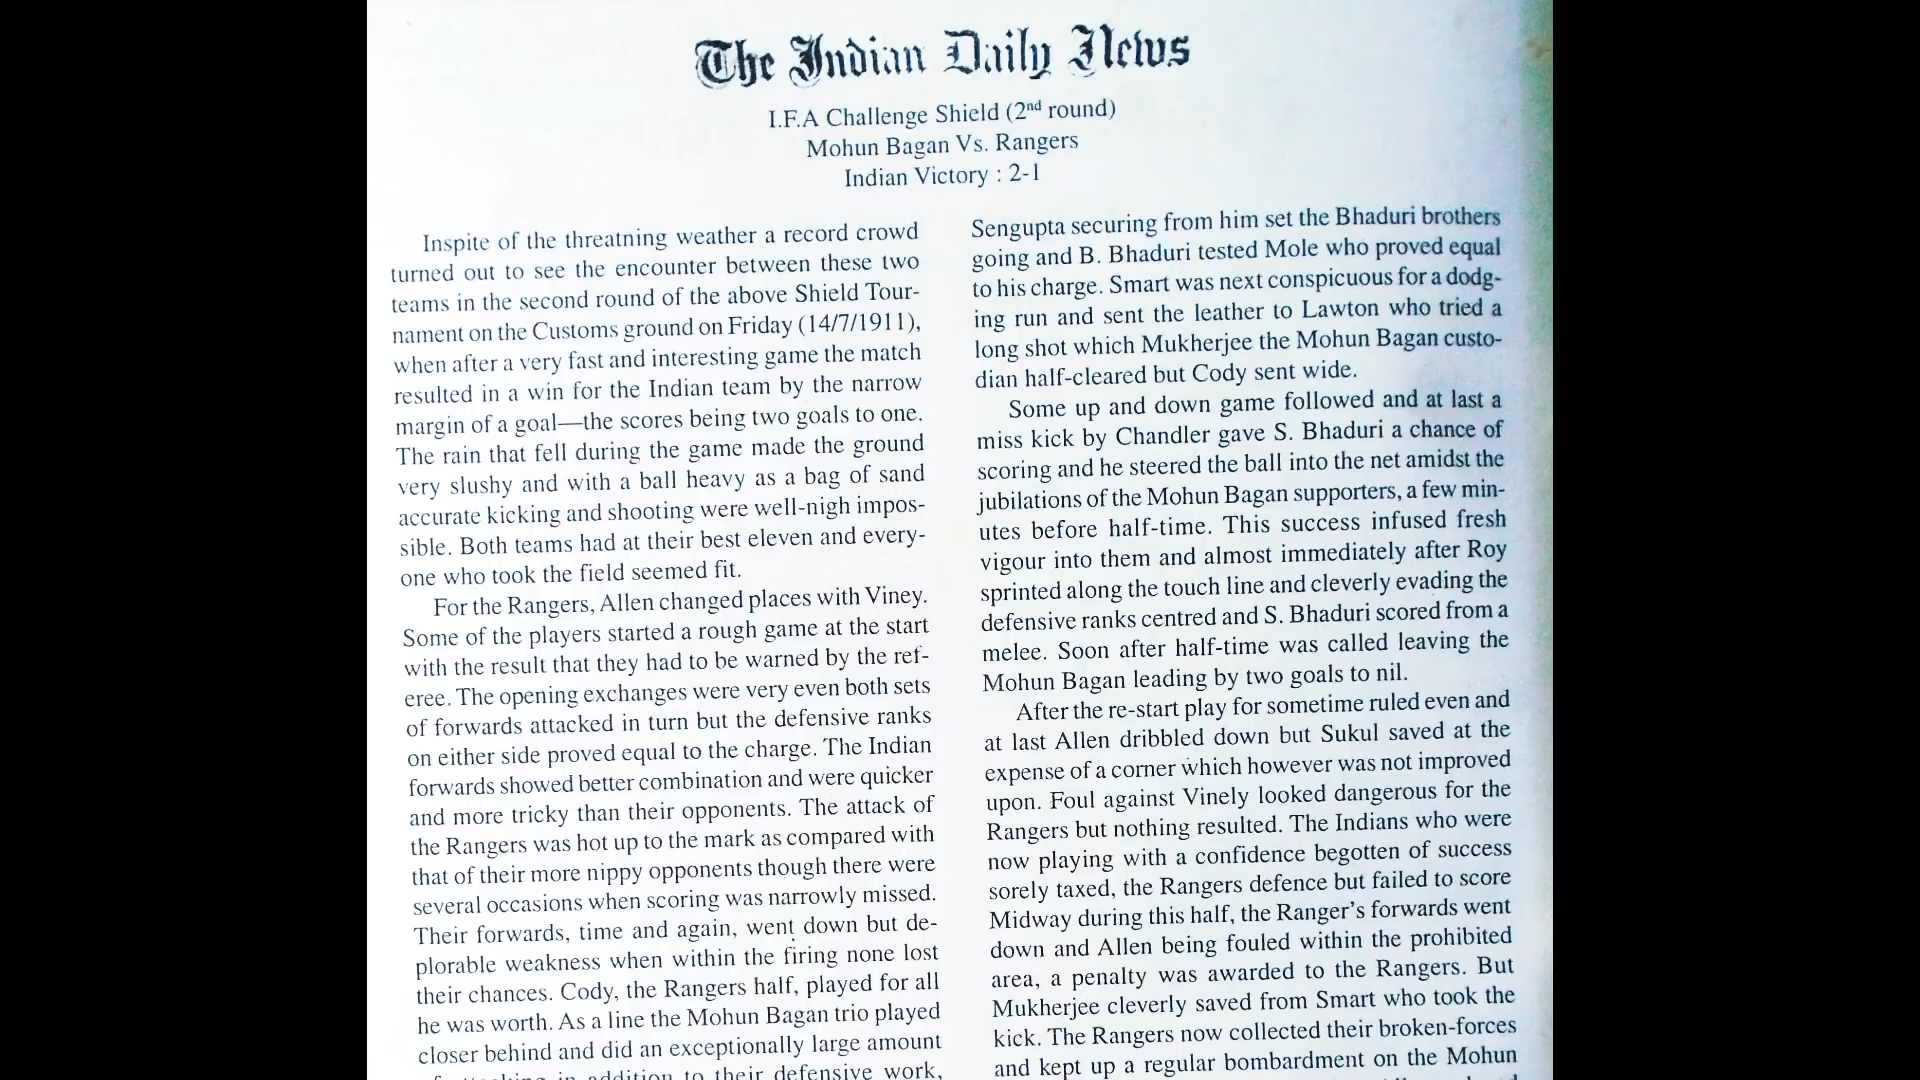 The Indian Daily News
I.F.A Challenge Shield (2nd round)
Mohun Bagan Vs. Rangers
Indian Victory : 2-1
Inspite of the threatning weather a record crowd
turned out to see the encounter between these two
teams in the second round of the above Shield Tour-
nament on the Customs ground on Friday (14/7/1911),
when after a very fast and interesting game the match
resulted in a win for the Indian team by the narrow
margin of a goal—the scores being two goals to one.
The rain that fell during the game made the ground
very slushy and with a ball heavy as a bag of sand
accurate kicking and shooting were well-nigh impos-
sible. Both teams had at their best eleven and every-
one who took the field seemed fit.
For the Rangers, Allen changed places with Viney.
Some of the players started a rough game at the start
with the result that they had to be warned by the ref-
eree. The opening exchanges were very even both sets
of forwards attacked in turn but the defensive ranks
on either side proved equal to the charge. The Indian
forwards showed better combination and were quicker
and more tricky than their opponents. The attack of
the Rangers was hot up to the mark as compared with
that of their more nippy opponents though there were
several occasions when scoring was narrowly missed.
Their forwards, time and again, went down but de-
plorable weakness when within the firing none lost
their chances. Cody, the Rangers half, played for all
he was worth. As a line the Mohun Bagan trio played
closer behind and did an exceptionally large amount
in addition to their defensive work,
Sengupta securing from him set the Bhaduri brothers
going and B. Bhaduri tested Mole who proved equal
to his charge. Smart was next conspicuous for a dodg-
ing run and sent the leather to Lawton who tried a
long shot which Mukherjee the Mohun Bagan custo-
dian half-cleared but Cody sent wide.
Some up and down game followed and at last a
miss kick by Chandler gave S. Bhaduri a chance of
scoring and he steered the ball into the net amidst the
jubilations of the Mohun Bagan supporters, a few min-
utes before half-time. This success infused fresh
vigour into them and almost immediately after Roy
sprinted along the touch line and cleverly evading the
defensive ranks centred and S. Bhaduri scored from a
melee. Soon after half-time was called leaving the
Mohun Bagan leading by two goals to nil.
After the re-start play for sometime ruled even and
at last Allen dribbled down but Sukul saved at the
expense of a corner which however was not improved
upon. Foul against Vinely looked dangerous for the
Rangers but nothing resulted. The Indians who were
now playing with a confidence begotten of success
sorely taxed, the Rangers defence but failed to score
Midway during this half, the Ranger's forwards went
down and Allen being fouled within the prohibited
area, a penalty was awarded to the Rangers. But
Mukherjee cleverly saved from Smart who took the
kick. The Rangers now collected their broken-forces
and kept up a regular bombardment on the Mohun